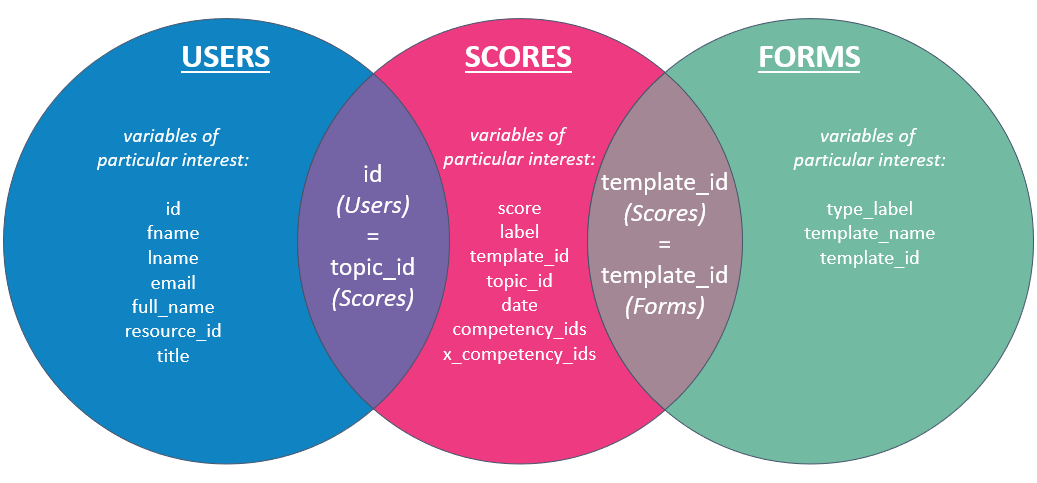 USERS
variables of
particular interest:
id
fname
lname
email
full_name
resource_id
title
id
(Users)
=
topic_id
(Scores)
SCORES
variables of
particular interest:
score
label
template_id
topic_id
date
competency_ids
x_competency_ids
template_id
(Scores)
=
template_id
(Forms)
FORMS
variables of
particular interest:
type_label
template_name
template_id